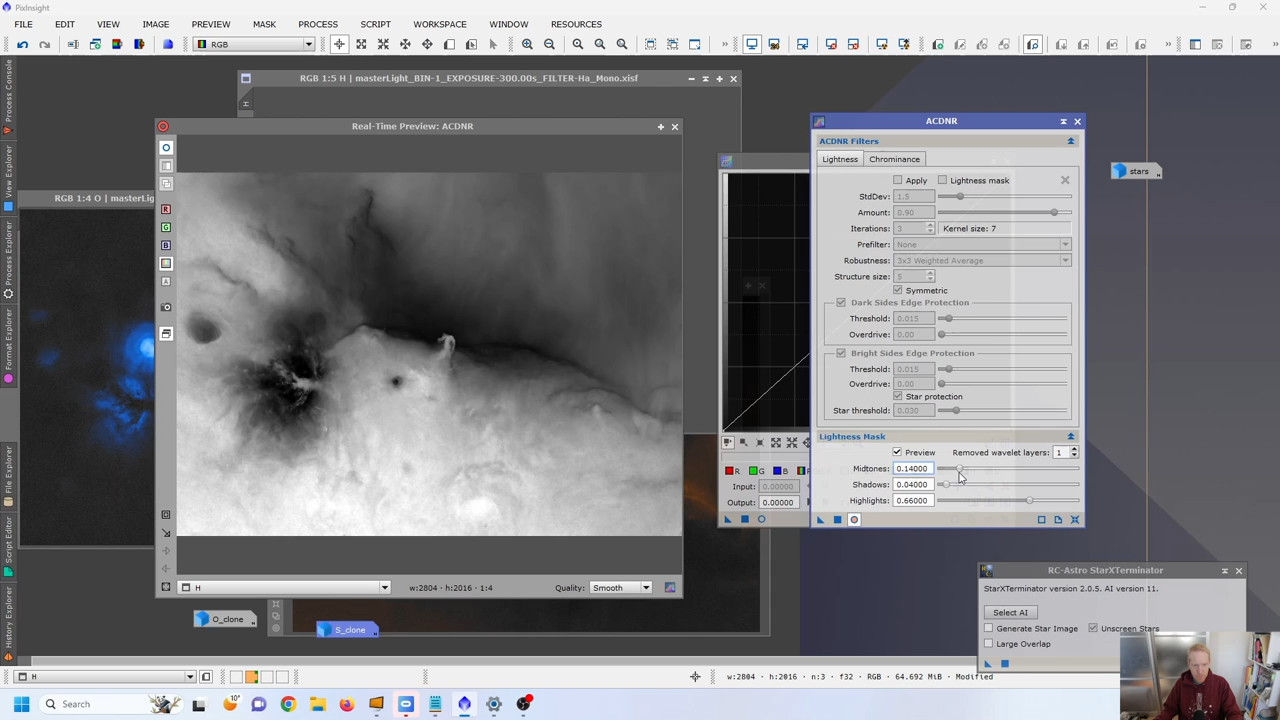 PixInsight
FILE EDIT VIEW IMAGE PREVIEW MASK PROCESS SCRIPT WORKSPACE WINDOW RESOURCES
RGB
Process Console
View Explorer
Process Explorer
Format Explorer
File Explorer
Script Editor
History Explorer
RGB 1:5 H | masterLight_BIN-1_EXPOSURE-300.00s_FILTER-Ha_Mono.xisf
H
RGB 1:4 O | masterLig
Real-Time Preview: ACDNR
R
G
B
A
H
w:2804 · h:2016 · 1:4
Quality: Smooth
R G B
Input: 0.00000
Output: 0.00000
ACDNR
ACDNR Filters
Lightness Chrominance
Apply Lightness mask
StdDev: 1.5
Amount: 0.90
Iterations: 3 Kernel size: 7
Prefilter: None
Robustness: 3x3 Weighted Average
Structure size: 5
Symmetric
Dark Sides Edge Protection
Threshold: 0.015
Overdrive: 0.00
Bright Sides Edge Protection
Threshold: 0.015
Overdrive: 0.00
Star protection
Star threshold: 0.030
Lightness Mask
Preview Removed wavelet layers: 1
Midtones: 0.14000
Shadows: 0.04000
Highlights: 0.66000
stars
RC-Astro StarXTerminator
StarXTerminator version 2.0.5. AI version 11.
Select AI
Generate Star Image Unscreen Stars
Large Overlap
O_clone
S_clone
H
w:2804 · h:2016 · n:3 · f32 · RGB · 64.692 MiB · Modified
Search
10°